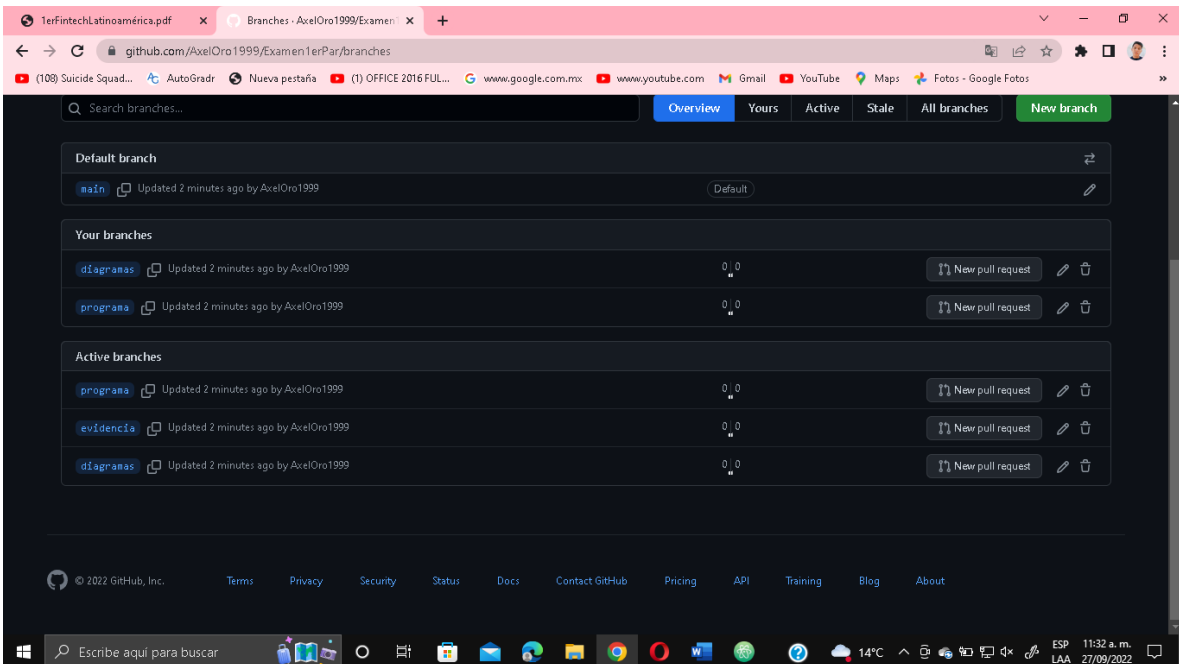 1erFintechLatinoamérica.pdf
Branches · AxelOro1999/Examen1
github.com/AxelOro1999/Examen1erPar/branches
(108) Suicide Squad... AutoGradr Nueva pestaña (1) OFFICE 2016 FUL... www.google.com.mx www.youtube.com Gmail YouTube Maps Fotos - Google Fotos »
Search branches... Overview Yours Active Stale All branches New branch
Default branch
main Updated 2 minutes ago by AxelOro1999 Default
Your branches
diagramas Updated 2 minutes ago by AxelOro1999 0 0 New pull request
programa Updated 2 minutes ago by AxelOro1999 0 0 New pull request
Active branches
programa Updated 2 minutes ago by AxelOro1999 0 0 New pull request
evidencia Updated 2 minutes ago by AxelOro1999 0 0 New pull request
diagramas Updated 2 minutes ago by AxelOro1999 0 0 New pull request
© 2022 GitHub, Inc. Terms Privacy Security Status Docs Contact GitHub Pricing API Training Blog About
Escribe aquí para buscar 14°C ESP 11:32 a. m.
LAA 27/09/2022